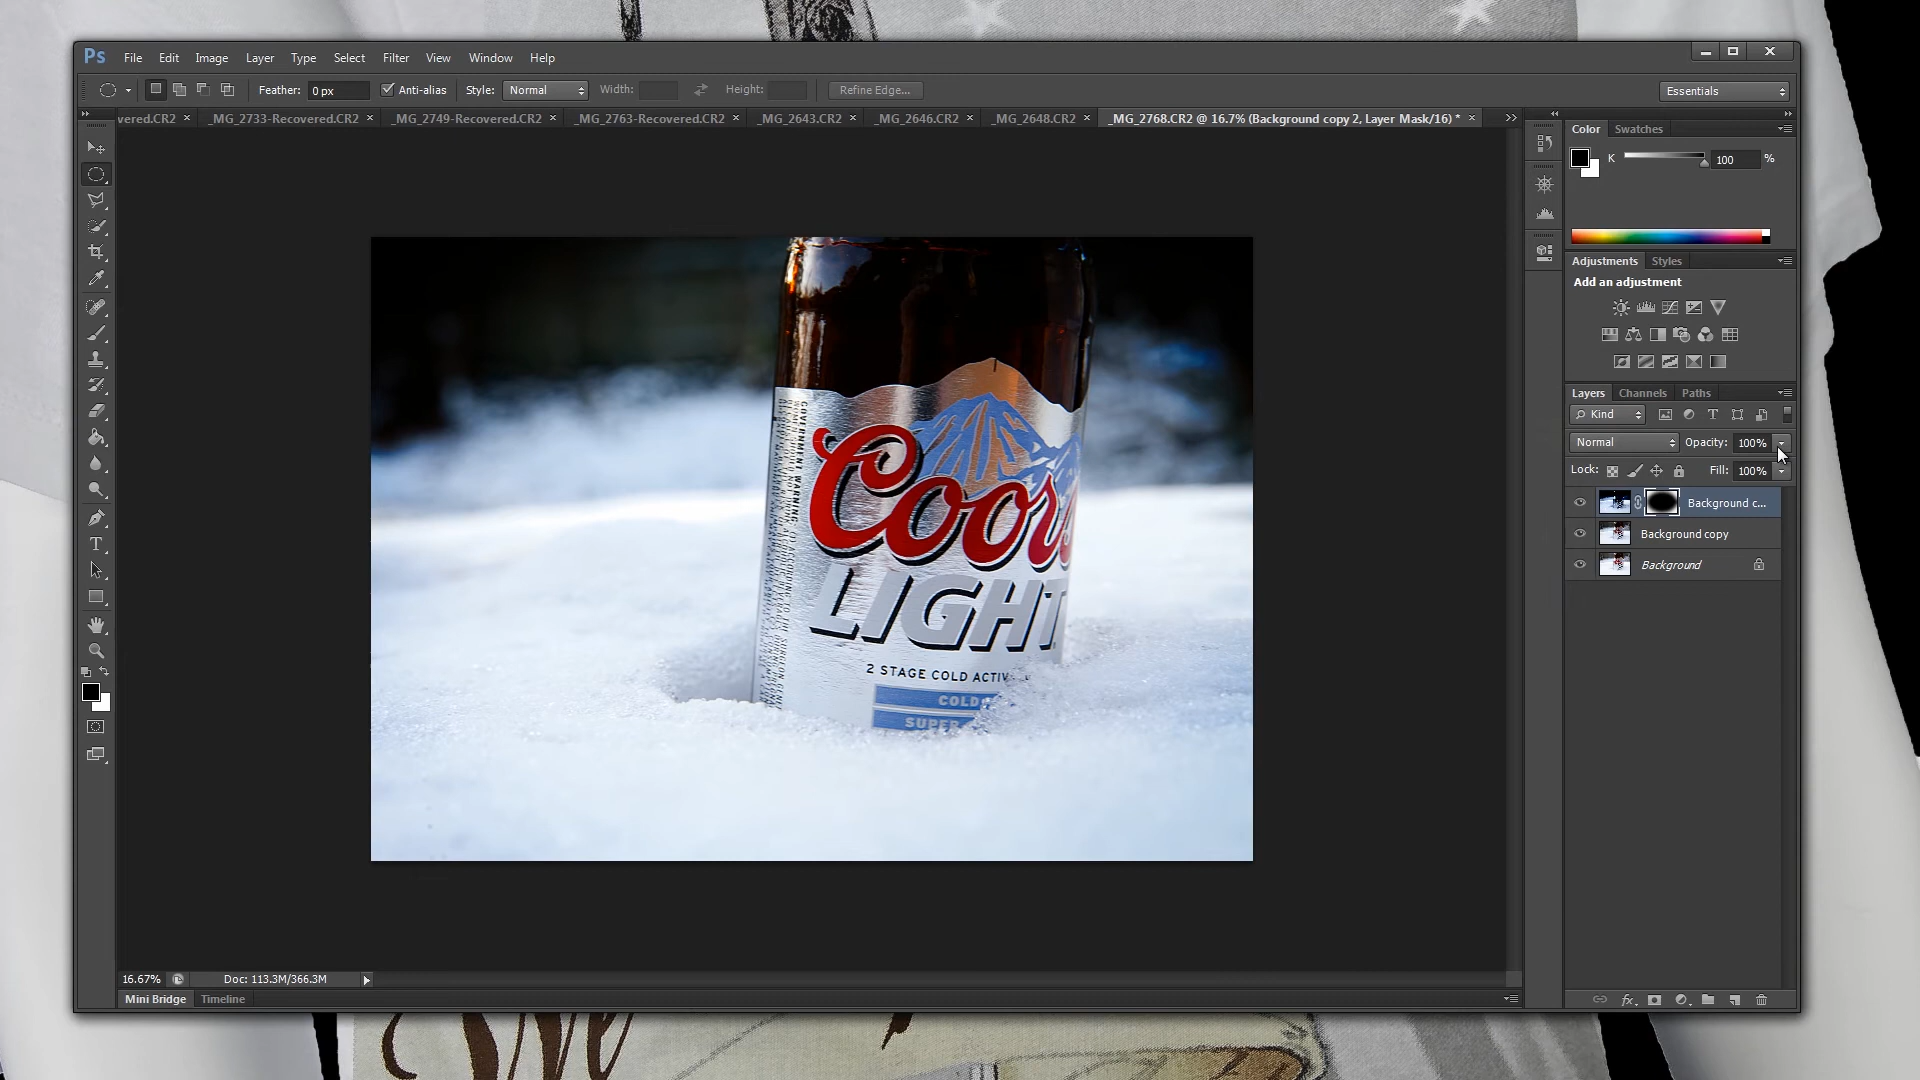 Ps File Edit Image Layer Type Select Filter View Window Help
Feather: 0 px Anti-alias Style: Normal Width: Height: Refine Edge... Essentials
vered.CR2 × _MG_2733-Recovered.CR2 × _MG_2749-Recovered.CR2 × _MG_2763-Recovered.CR2 × _MG_2643.CR2 × _MG_2646.CR2 × _MG_2648.CR2 × _MG_2768.CR2 @ 16.7% (Background copy 2, Layer Mask/16) * ×
Color Swatches
K 100 %
Adjustments Styles
Add an adjustment
Layers Channels Paths
Kind
Normal Opacity: 100%
Lock: Fill: 100%
Background c...
Background copy
Background
Coors
LIGHT
2 STAGE COLD ACTIV
COLD
SUPER
16.67% Doc: 113.3M/366.3M
Mini Bridge Timeline